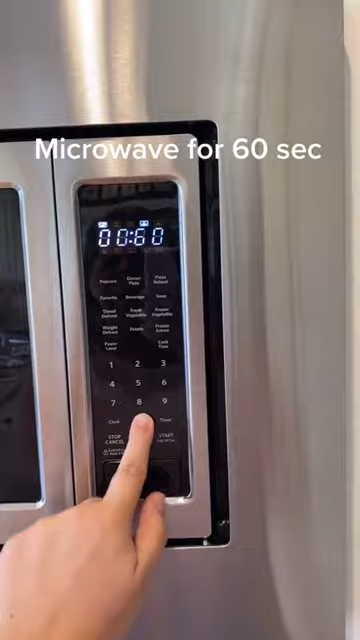 Microwave for 60 sec
00:60
Popcorn Dinner Plate Pizza Reheat
Favorite Beverage Soup
Timed Defrost Fresh Vegetable Frozen Vegetable
Weight Defrost Potato Frozen Entrée
Power Level Cook Time
1 2 3
4 5 6
7 8 9
Clock Timer
STOP CANCEL START